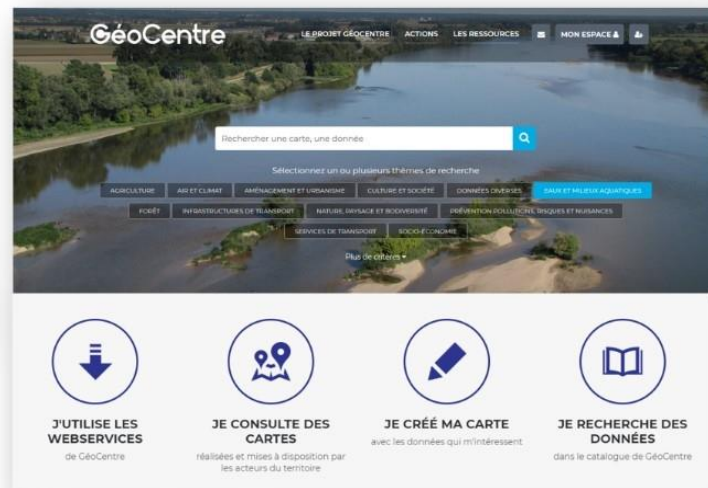 GéoCentre
LE PROJET GÉOCENTRE ACTIONS LES RESSOURCES MON ESPACE
Rechercher une carte, une donnée
Sélectionnez un ou plusieurs thèmes de recherche
AGRICULTURE AIR ET CLIMAT AMÉNAGEMENT ET URBANISME CULTURE ET SOCIÉTÉ DONNÉES DIVERSES EAUX ET MILIEUX AQUATIQUES
FORÊT INFRASTRUCTURES DE TRANSPORT NATURE, PAYSAGE ET BIODIVERSITÉ PRÉVENTION POLLUTIONS, RISQUES ET NUISANCES
SERVICES DE TRANSPORT SOCIO-ÉCONOMIE
Plus de critères
J'UTILISE LES
WEBSERVICES
de GéoCentre
JE CONSULTE DES
CARTES
réalisées et mises à disposition par
les acteurs du territoire
JE CRÉÉ MA CARTE
avec les données qui m'intéressent
JE RECHERCHE DES
DONNÉES
dans le catalogue de GéoCentre